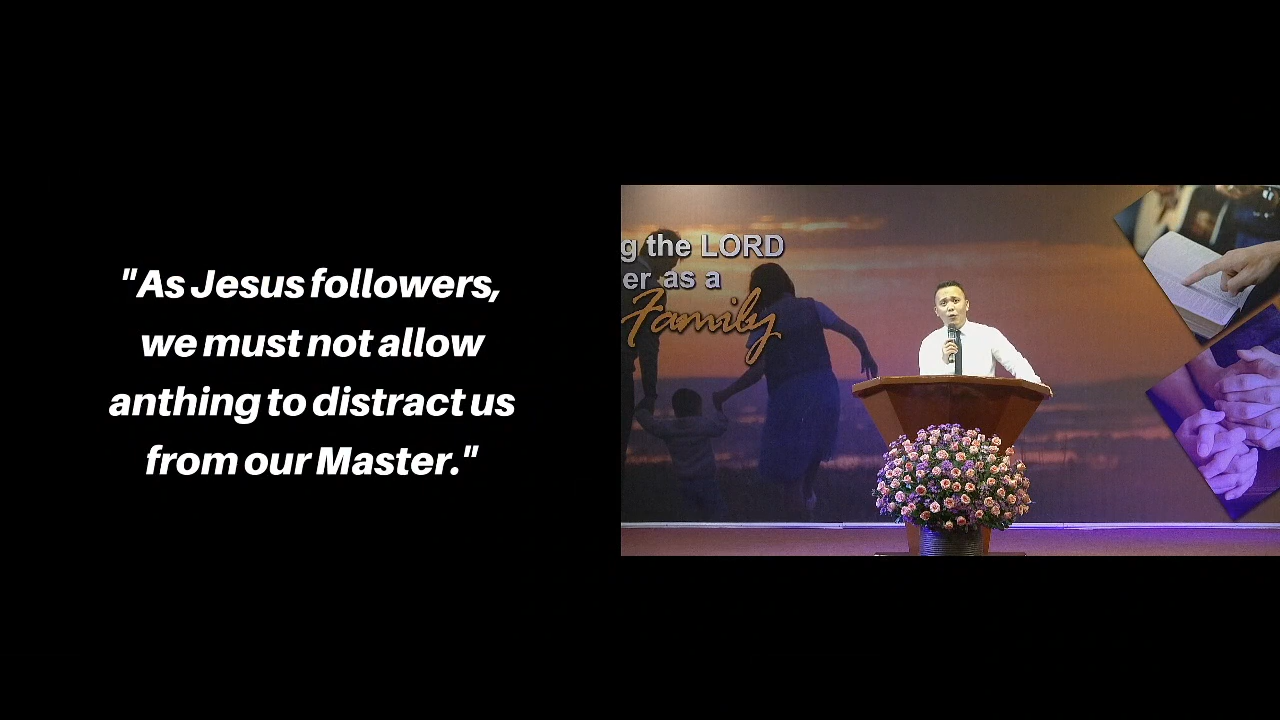 "As Jesus followers,
we must not allow
anthing to distract us
from our Master."
g the LORD
er as a
Family